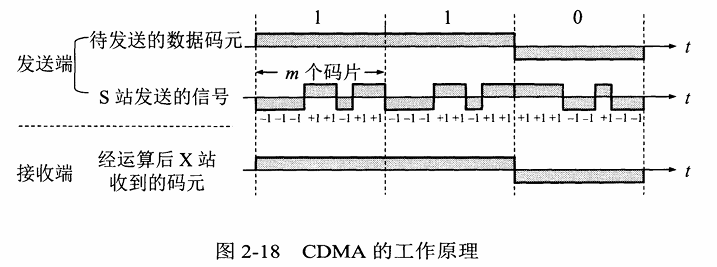 1 1 0
待发送的数据码元 t
发送端
m 个码片
S 站发送的信号 t
-1 -1 -1 +1 +1 -1 +1 +1 -1 -1 -1 +1 +1 -1 +1 +1 +1 +1 +1 -1 -1 +1 -1 -1
接收端 经运算后 X 站 t
收到的码元
图 2-18 CDMA 的工作原理